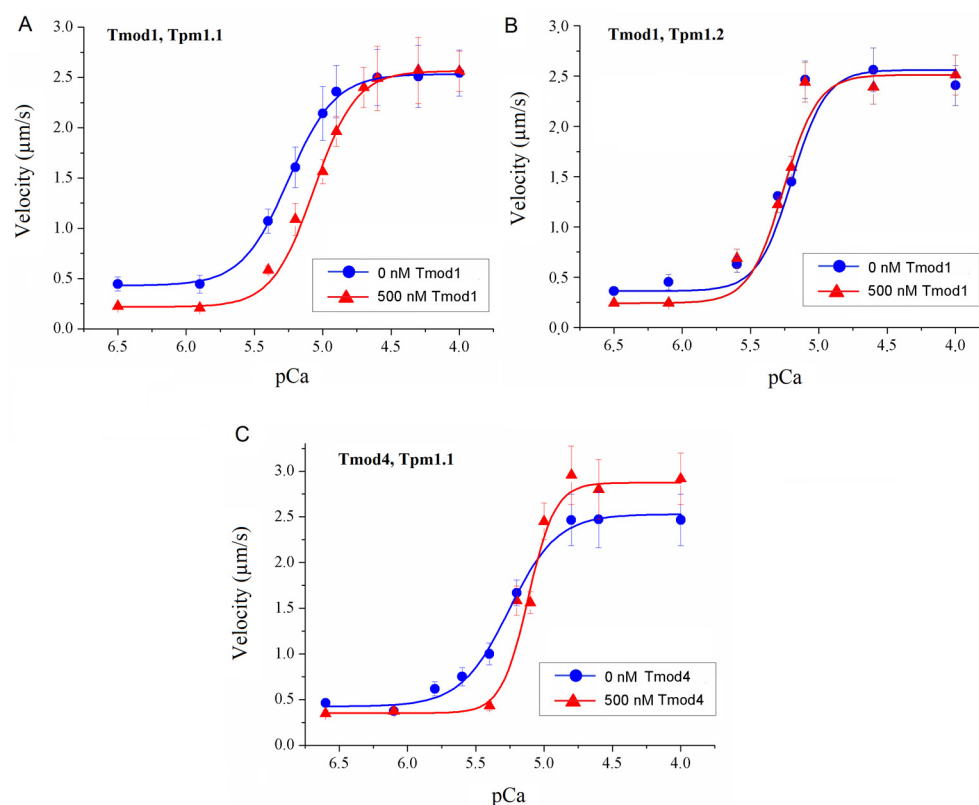 A
Tmod1, Tpm1.1
3.0
2.5
2.0
1.5
1.0
0.5
0.0
Velocity (µm/s)
0 nM Tmod1
500 nM Tmod1
6.5 6.0 5.5 5.0 4.5 4.0
pCa
B
Tmod1, Tpm1.2
3.0
2.5
2.0
1.5
1.0
0.5
0.0
Velocity (µm/s)
0 nM Tmod1
500 nM Tmod1
6.5 6.0 5.5 5.0 4.5 4.0
pCa
C
Tmod4, Tpm1.1
3.0
2.5
2.0
1.5
1.0
0.5
0.0
Velocity (µm/s)
0 nM Tmod4
500 nM Tmod4
6.5 6.0 5.5 5.0 4.5 4.0
pCa